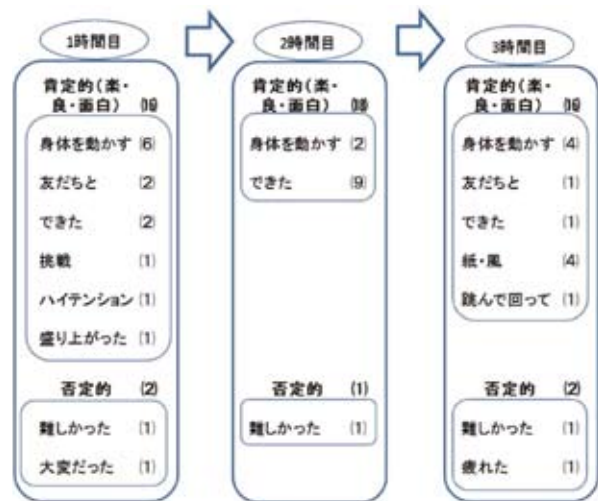 1時間目
肯定的(楽・
良・面白) (16)
身体を動かす (6)
友だちと (2)
できた (2)
挑戦 (1)
ハイテンション (1)
盛り上がった (1)
否定的 (2)
難しかった (1)
大変だった (1)
2時間目
肯定的(楽・
良・面白) (18)
身体を動かす (2)
できた (9)
否定的 (1)
難しかった (1)
3時間目
肯定的(楽・
良・面白) (16)
身体を動かす (4)
友だちと (1)
できた (1)
紙・風 (4)
跳んで回って (1)
否定的 (2)
難しかった (1)
疲れた (1)